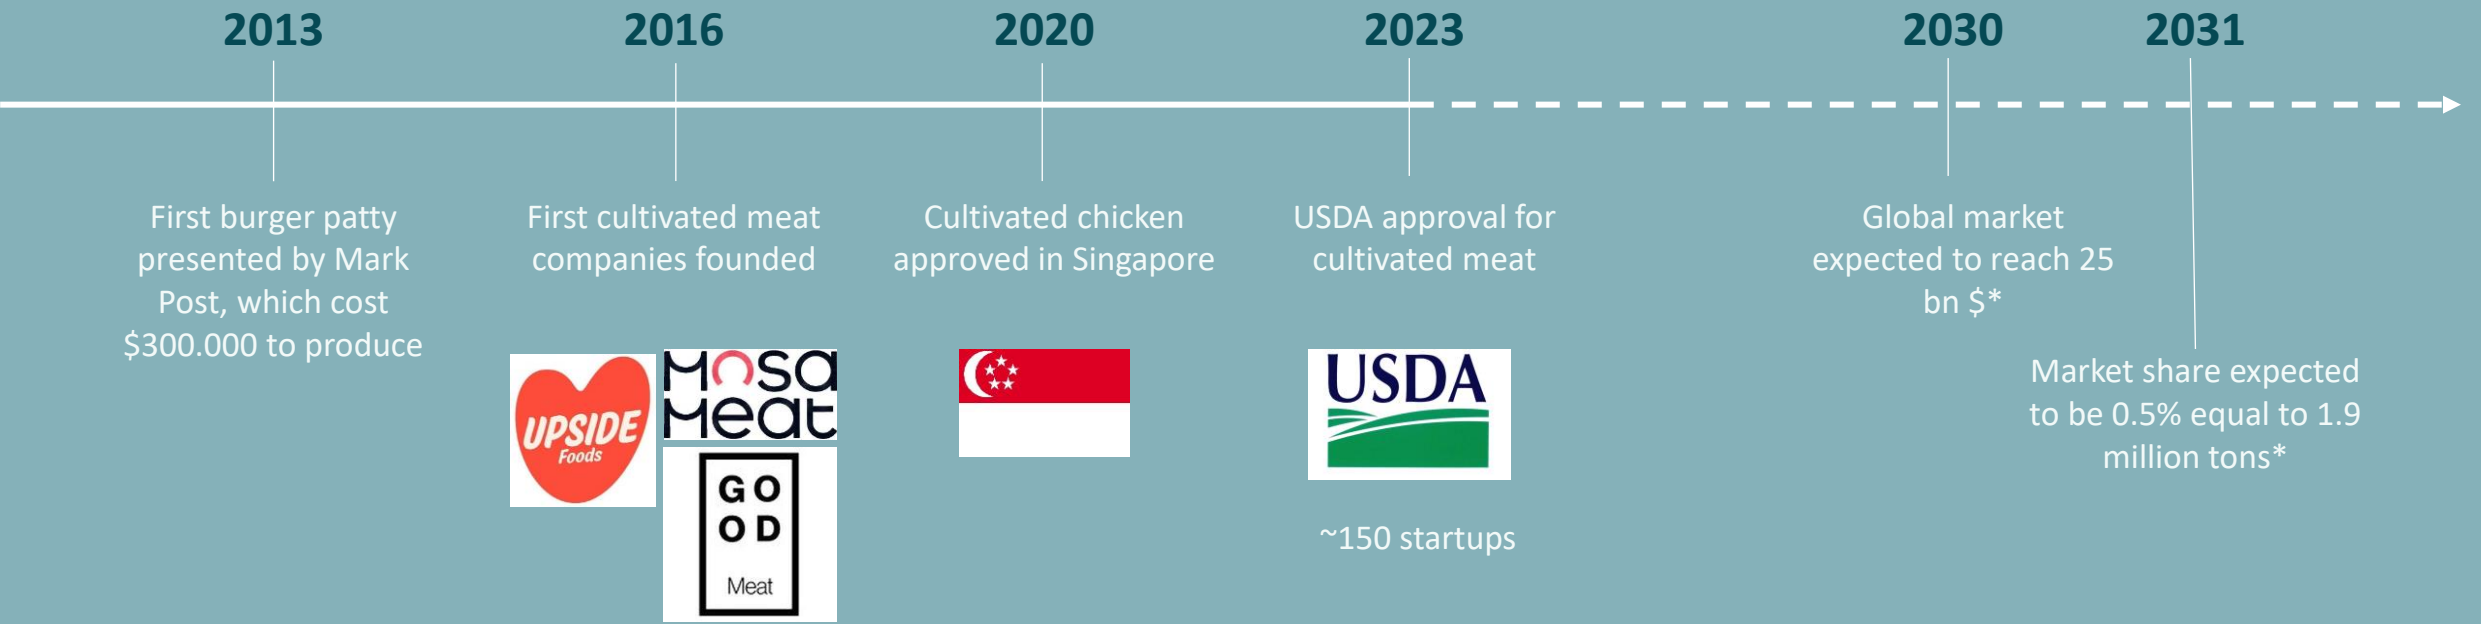 2013
First burger patty
presented by Mark
Post, which cost
$300.000 to produce
2016
First cultivated meat
companies founded
UPSIDE
Foods
Mosa
Meat
GO
OD
Meat
2020
Cultivated chicken
approved in Singapore
2023
USDA approval for
cultivated meat
USDA
~150 startups
2030
Global market
expected to reach 25
bn $*
2031
Market share expected
to be 0.5% equal to 1.9
million tons*